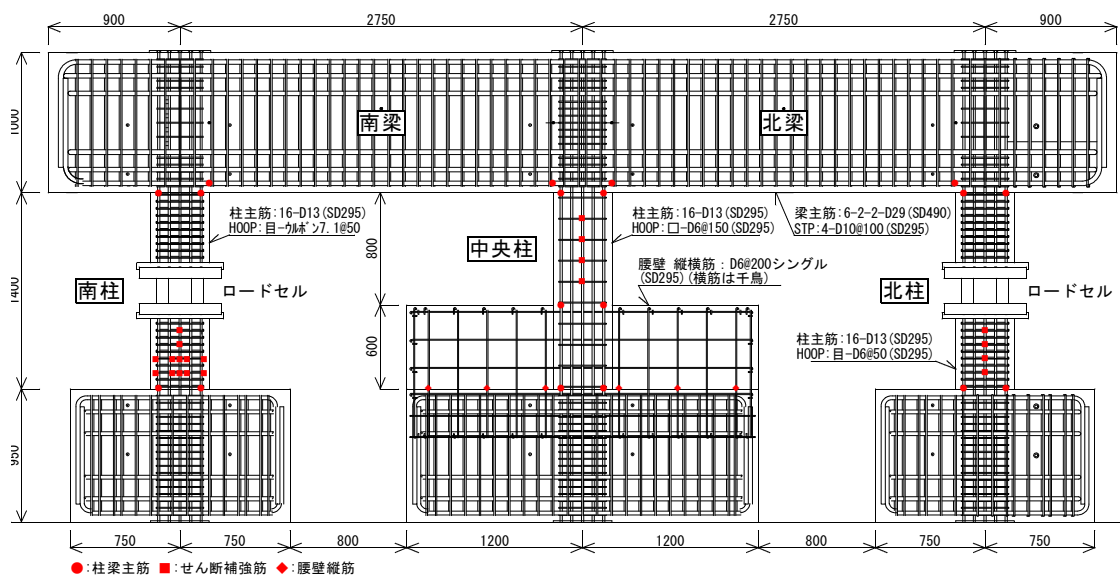 900 2750 2750 900
1000
南梁 北梁
柱主筋:16-D13(SD295)
HOOP:目-ウルボン7.1@50
柱主筋:16-D13(SD295)
HOOP:口-D6@150(SD295)
梁主筋:6-2-2-D29(SD490)
STP:4-D10@100(SD295)
800
中央柱
腰壁 縦横筋:D6@200シングル
(SD295)(横筋は千鳥)
1400
南柱 ロードセル
北柱 ロードセル
600
柱主筋:16-D13(SD295)
HOOP:目-D6@50(SD295)
950
750 750 800 1200 1200 800 750 750
●:柱梁主筋 ■:せん断補強筋 ◆:腰壁縦筋